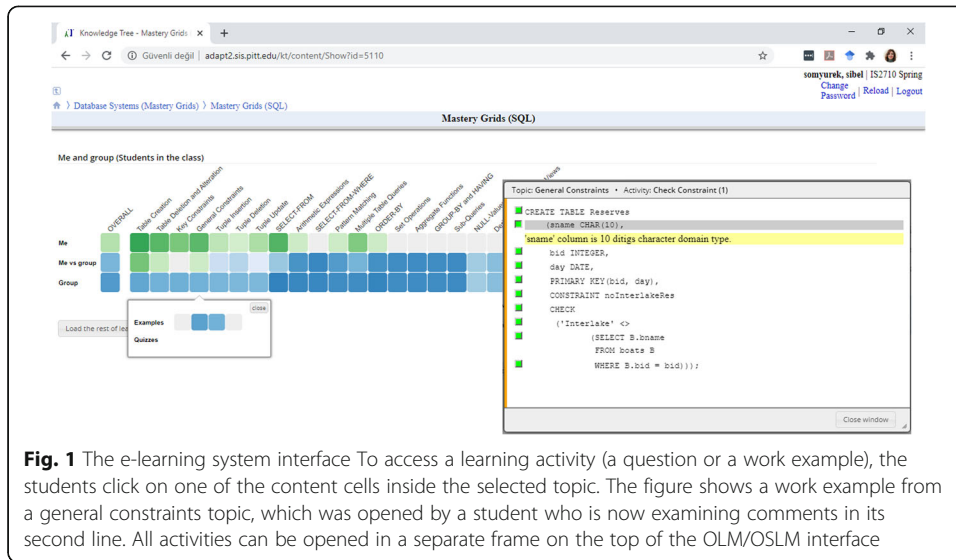 Knowledge Tree - Mastery Grids
Güvenli değil | adapt2.sis.pitt.edu/kt/content/Show?id=5110
somyurek, sibel | IS2710 Spring
Change Password | Reload | Logout
Database Systems (Mastery Grids) > Mastery Grids (SQL)
Mastery Grids (SQL)
Me and group (Students in the class)
OVERALL
Table Creation
Table Deletion and Alteration
Key Constraints
General Constraints
Tuple Insertion
Tuple Deletion
Tuple Update
SELECT-FROM
Arithmetic Expressions
SELECT-FROM-WHERE
Pattern Matching
Multiple Table Queries
ORDER-BY
Set Operations
Aggregate Functions
GROUP-BY and HAVING
Sub-Queries
NULL-Value
De
Views
Me
Me vs group
Group
close
Examples
Quizzes
Load the rest of lea
Topic: General Constraints • Activity: Check Constraint (1)
CREATE TABLE Reserves
(sname CHAR(10),
'sname' column is 10 ditigs character domain type.
bid INTEGER,
day DATE,
PRIMARY KEY(bid, day),
CONSTRAINT noInterlakeRes
CHECK
('Interlake' <>
(SELECT B.bname
FROM boats B
WHERE B.bid = bid)));
Close window
Fig. 1 The e-learning system interface To access a learning activity (a question or a work example), the
students click on one of the content cells inside the selected topic. The figure shows a work example from
a general constraints topic, which was opened by a student who is now examining comments in its
second line. All activities can be opened in a separate frame on the top of the OLM/OSLM interface